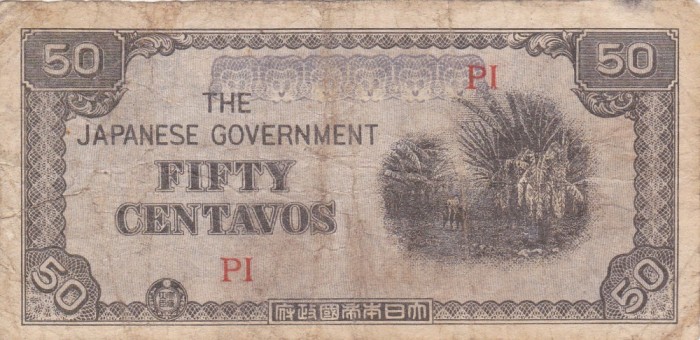 50 50
PI
THE
JAPANESE GOVERNMENT
FIFTY
CENTAVOS
PI
50 50
大日本帝國政府